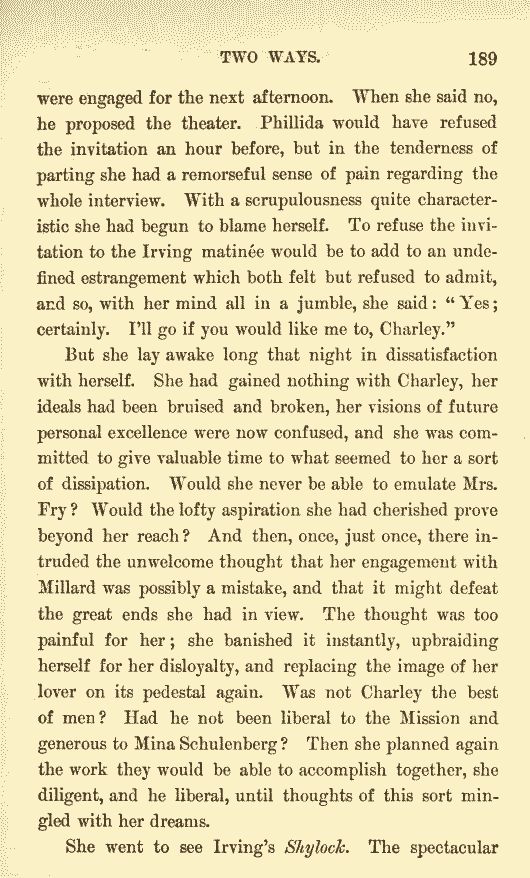 TWO WAYS. 189
were engaged for the next afternoon. When she said no,
he proposed the theater. Phillida would have refused
the invitation an hour before, but in the tenderness of
parting she had a remorseful sense of pain regarding the
whole interview. With a scrupulousness quite character-
istic she had begun to blame herself. To refuse the invi-
tation to the Irving matinée would be to add to an unde-
fined estrangement which both felt but refused to admit,
and so, with her mind all in a jumble, she said: “Yes;
certainly. I’ll go if you would like me to, Charley.”
But she lay awake long that night in dissatisfaction
with herself. She had gained nothing with Charley, her
ideals had been bruised and broken, her visions of future
personal excellence were now confused, and she was com-
mitted to give valuable time to what seemed to her a sort
of dissipation. Would she never be able to emulate Mrs.
Fry? Would the lofty aspiration she had cherished prove
beyond her reach? And then, once, just once, there in-
truded the unwelcome thought that her engagement with
Millard was possibly a mistake, and that it might defeat
the great ends she had in view. The thought was too
painful for her; she banished it instantly, upbraiding
herself for her disloyalty, and replacing the image of her
lover on its pedestal again. Was not Charley the best
of men? Had he not been liberal to the Mission and
generous to Mina Schulenberg? Then she planned again
the work they would be able to accomplish together, she
diligent, and he liberal, until thoughts of this sort min-
gled with her dreams.
She went to see Irving’s Shylock. The spectacular